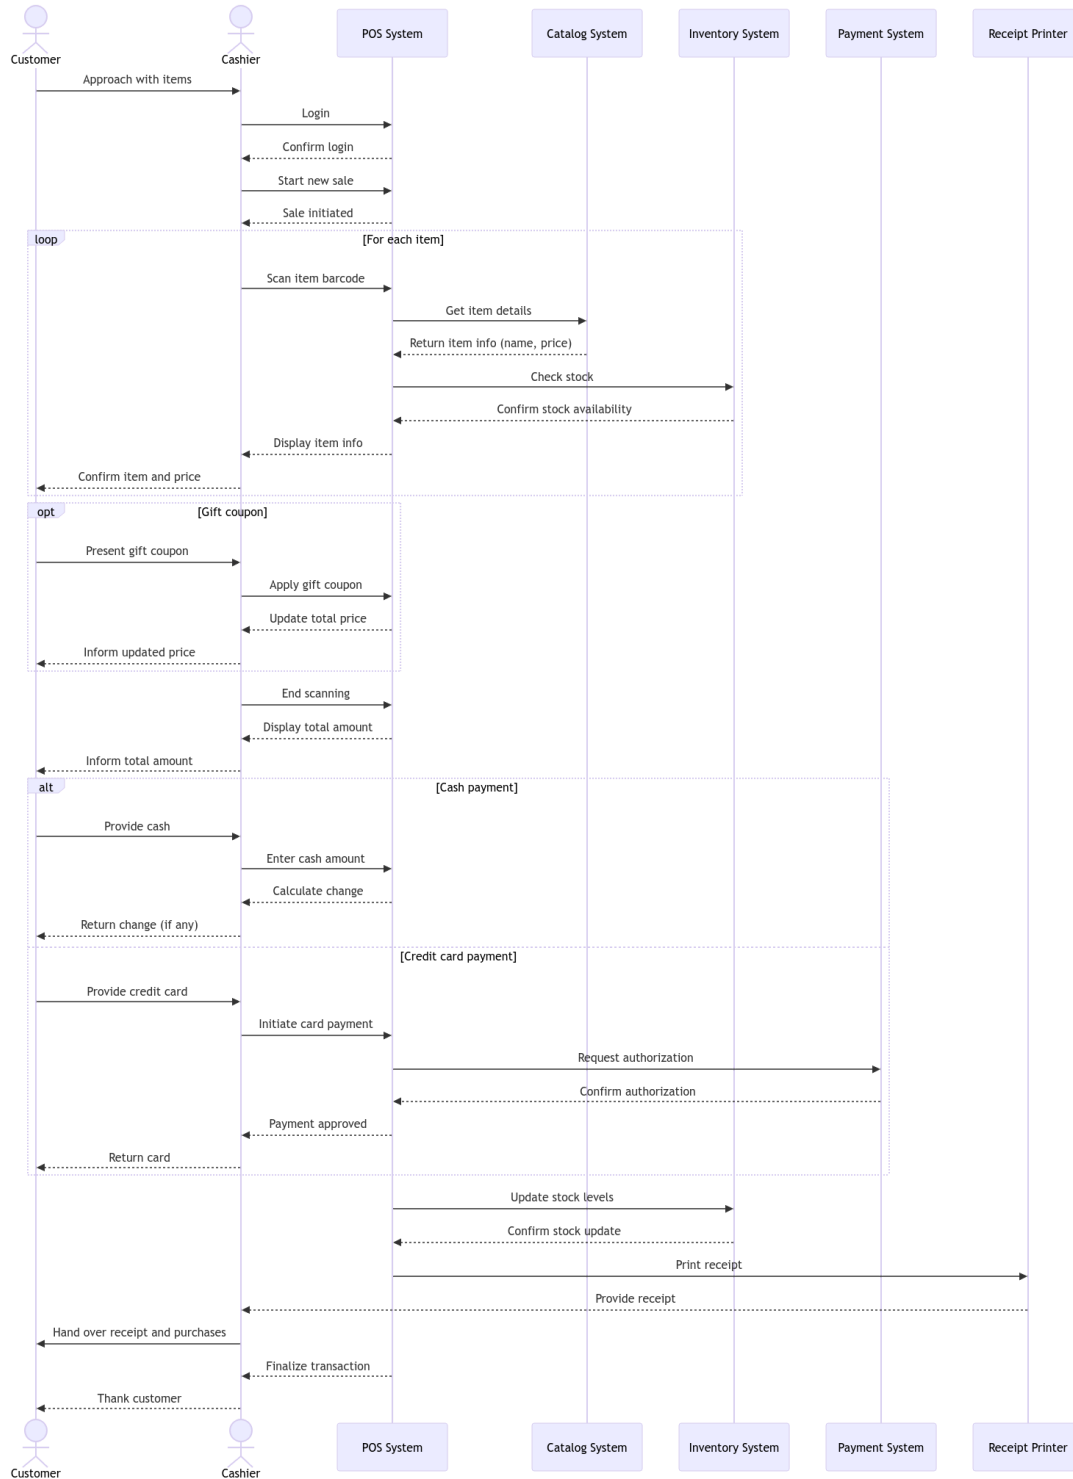 Customer
Cashier
POS System
Catalog System
Inventory System
Payment System
Receipt Printer
Approach with items
Login
Confirm login
Start new sale
Sale initiated
loop
[For each item]
Scan item barcode
Get item details
Return item info (name, price)
Check stock
Confirm stock availability
Display item info
Confirm item and price
opt
[Gift coupon]
Present gift coupon
Apply gift coupon
Update total price
Inform updated price
End scanning
Display total amount
Inform total amount
alt
[Cash payment]
Provide cash
Enter cash amount
Calculate change
Return change (if any)
[Credit card payment]
Provide credit card
Initiate card payment
Request authorization
Confirm authorization
Payment approved
Return card
Update stock levels
Confirm stock update
Print receipt
Provide receipt
Hand over receipt and purchases
Finalize transaction
Thank customer
Customer
Cashier
POS System
Catalog System
Inventory System
Payment System
Receipt Printer